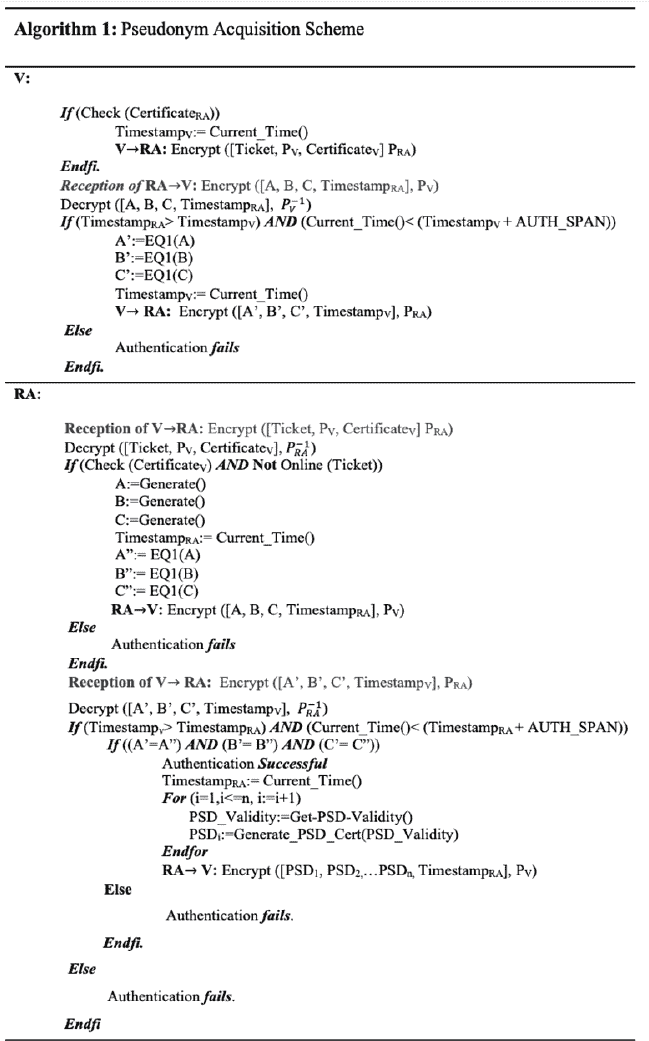 Algorithm 1: Pseudonym Acquisition Scheme
V:
If (Check (CertificateRA))
Timestampv:= Current_Time()
V→RA: Encrypt ([Ticket, Pv, Certificatev] PRA)
Endfi.
Reception of RA→V: Encrypt ([A, B, C, TimestampRA], Pv)
Decrypt ([A, B, C, TimestampRA], P_V^-1)
If (TimestampRA> Timestampv) AND (Current_Time()< (Timestampv + AUTH_SPAN))
A’:=EQ1(A)
B’:=EQ1(B)
C’:=EQ1(C)
Timestampv:= Current_Time()
V→ RA: Encrypt ([A’, B’, C’, Timestampv], PRA)
Else
Authentication fails
Endfi.
RA:
Reception of V→RA: Encrypt ([Ticket, Pv, Certificatev] PRA)
Decrypt ([Ticket, Pv, Certificatev], P_RA^-1)
If (Check (Certificatev) AND Not Online (Ticket))
A:=Generate()
B:=Generate()
C:=Generate()
TimestampRA:= Current_Time()
A”:= EQ1(A)
B”:= EQ1(B)
C”:= EQ1(C)
RA→V: Encrypt ([A, B, C, TimestampRA], Pv)
Else
Authentication fails
Endfi.
Reception of V→ RA: Encrypt ([A’, B’, C’, Timestampv], PRA)
Decrypt ([A’, B’, C’, Timestampv], P_RA^-1)
If (Timestampv> TimestampRA) AND (Current_Time()< (TimestampRA + AUTH_SPAN))
If ((A’=A”) AND (B’= B”) AND (C’= C”))
Authentication Successful
TimestampRA:= Current_Time()
For (i=1,i<=n, i:=i+1)
PSD_Validity:=Get-PSD-Validity()
PSDi:=Generate_PSD_Cert(PSD_Validity)
Endfor
RA→ V: Encrypt ([PSD1, PSD2,…PSDn, TimestampRA], Pv)
Else
Authentication fails.
Endfi.
Else
Authentication fails.
Endfi